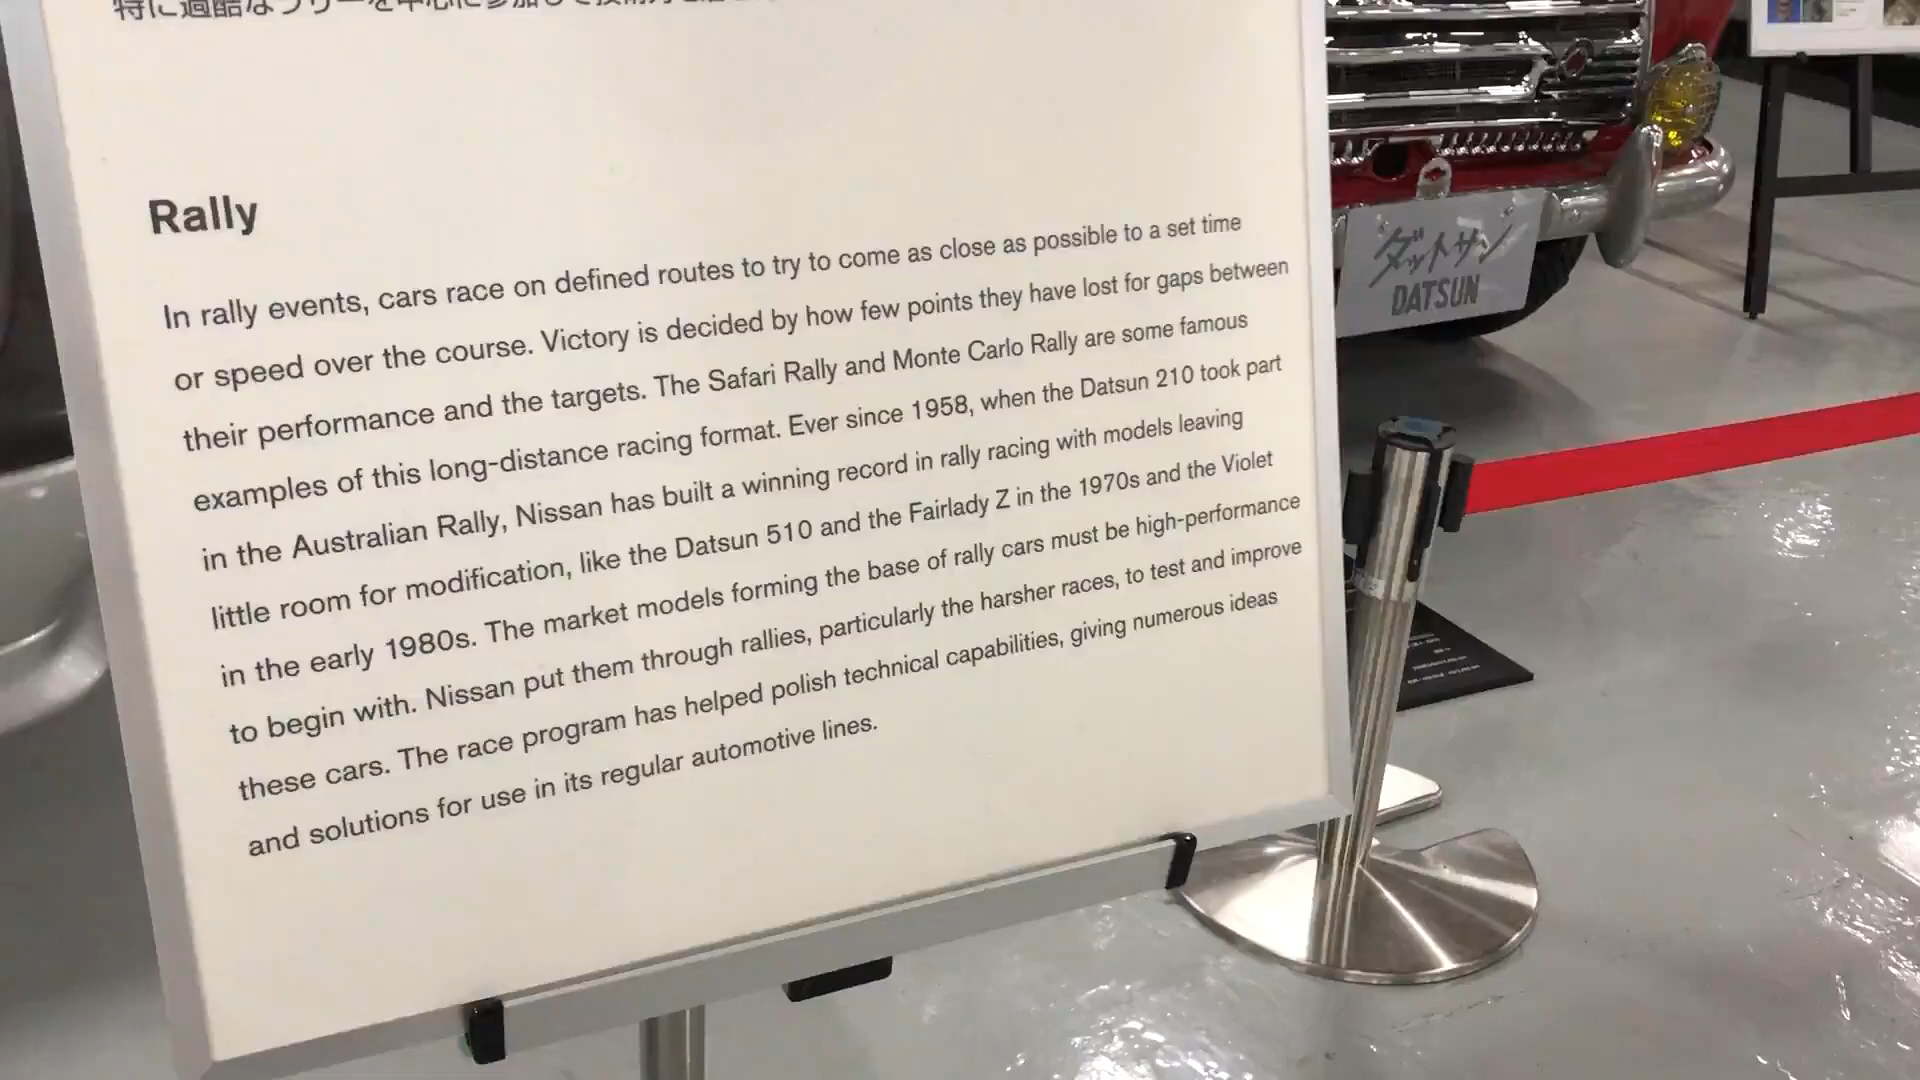 Rally
In rally events, cars race on defined routes to try to come as close as possible to a set time
or speed over the course. Victory is decided by how few points they have lost for gaps between
their performance and the targets. The Safari Rally and Monte Carlo Rally are some famous
examples of this long-distance racing format. Ever since 1958, when the Datsun 210 took part
in the Australian Rally, Nissan has built a winning record in rally racing with models leaving
little room for modification, like the Datsun 510 and the Fairlady Z in the 1970s and the Violet
in the early 1980s. The market models forming the base of rally cars must be high-performance
to begin with. Nissan put them through rallies, particularly the harsher races, to test and improve
these cars. The race program has helped polish technical capabilities, giving numerous ideas
and solutions for use in its regular automotive lines.
ダットサン
DATSUN